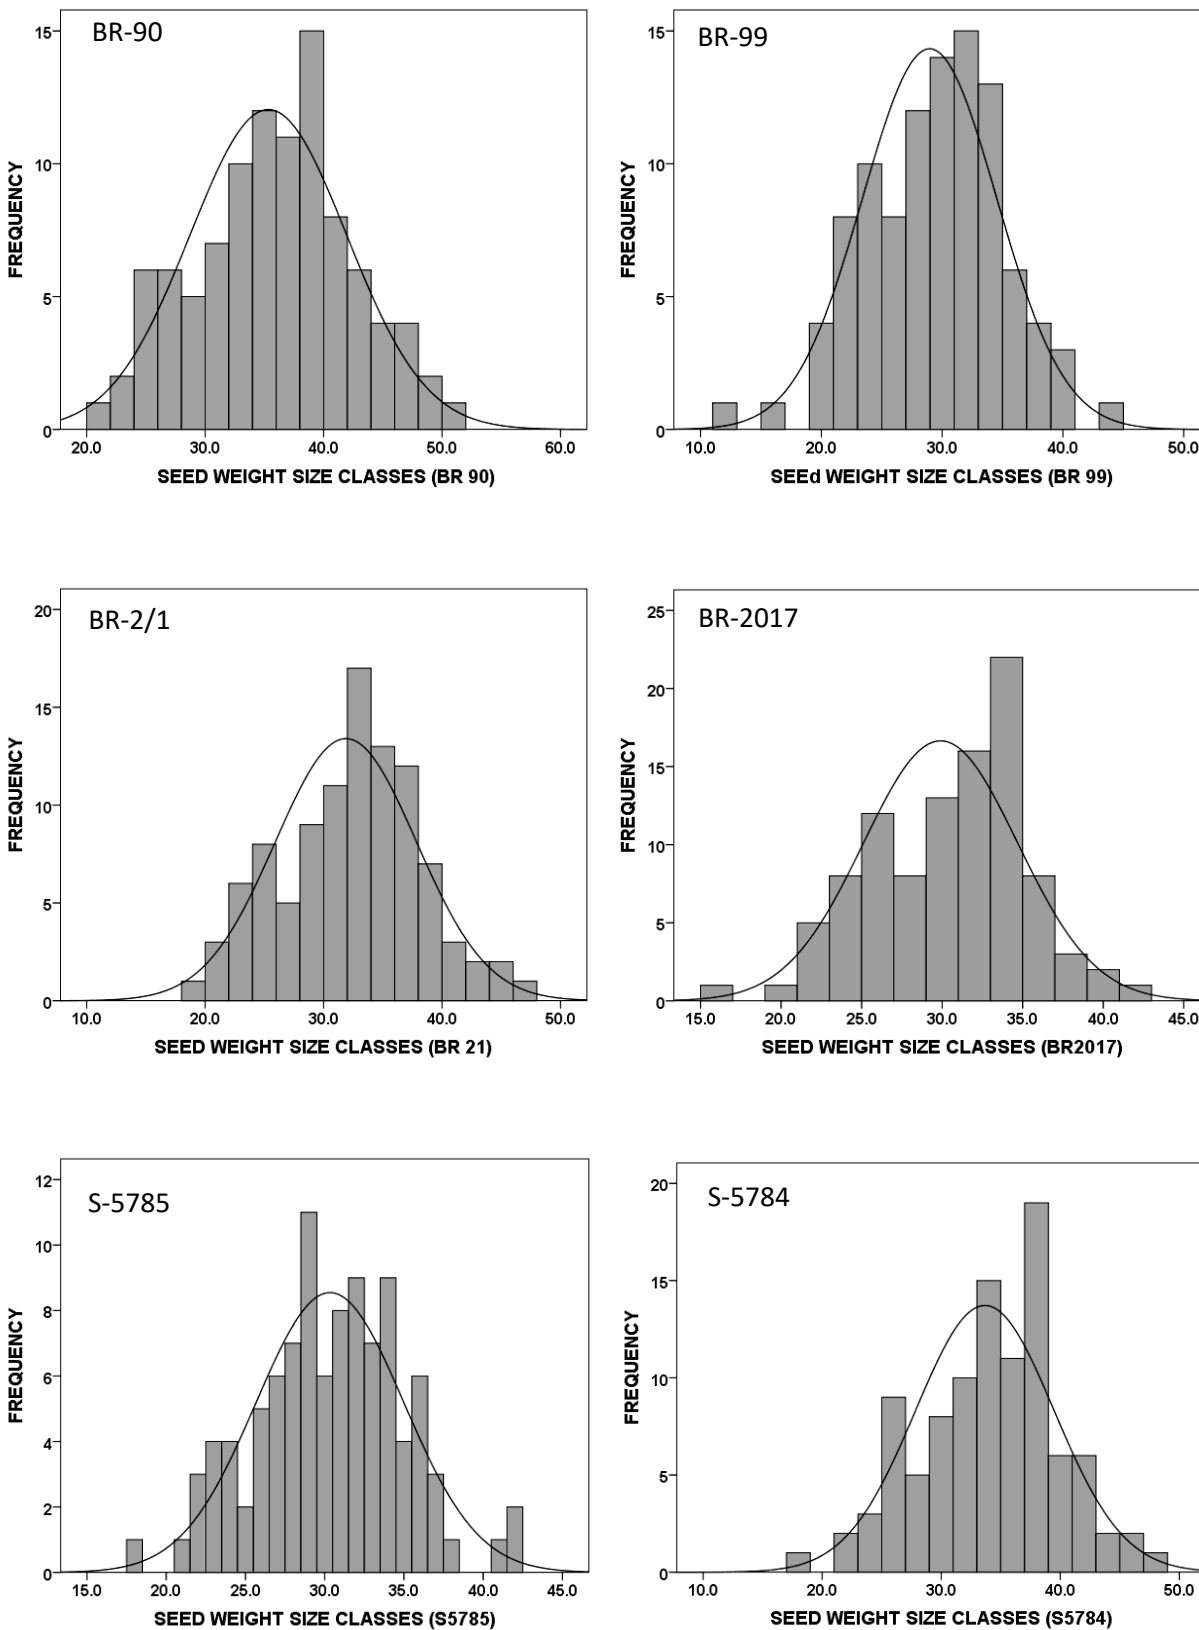 BR-90
15
10
5
0
FREQUENCY
20.0 30.0 40.0 50.0 60.0
SEED WEIGHT SIZE CLASSES (BR 90)
BR-99
15
10
5
0
FREQUENCY
10.0 20.0 30.0 40.0 50.0
SEEd WEIGHT SIZE CLASSES (BR 99)
BR-2/1
20
15
10
5
0
FREQUENCY
10.0 20.0 30.0 40.0 50.0
SEED WEIGHT SIZE CLASSES (BR 21)
BR-2017
25
20
15
10
5
0
FREQUENCY
15.0 20.0 25.0 30.0 35.0 40.0 45.0
SEED WEIGHT SIZE CLASSES (BR2017)
S-5785
12
10
8
6
4
2
0
FREQUENCY
15.0 20.0 25.0 30.0 35.0 40.0 45.0
SEED WEIGHT SIZE CLASSES (S5785)
S-5784
20
15
10
5
0
FREQUENCY
10.0 20.0 30.0 40.0 50.0
SEED WEIGHT SIZE CLASSES (S5784)